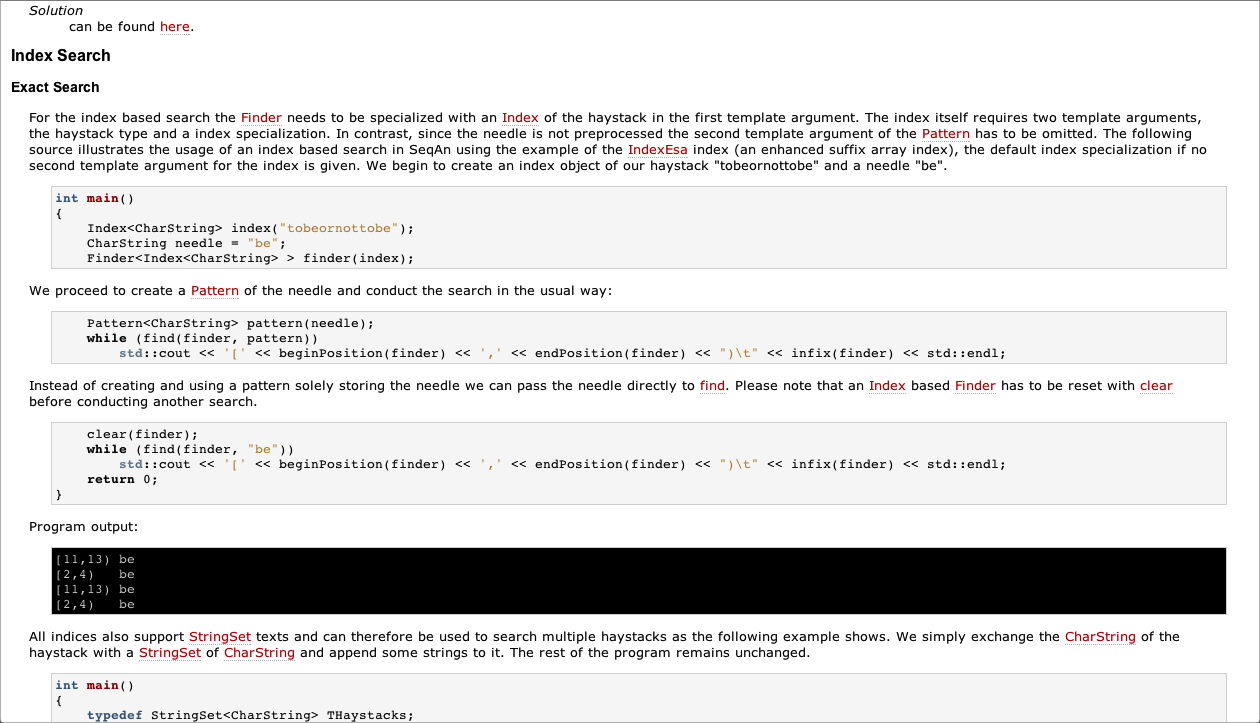 Solution
can be found here.
Index Search
Exact Search
For the index based search the Finder needs to be specialized with an Index of the haystack in the first template argument. The index itself requires two template arguments,
the haystack type and a index specialization. In contrast, since the needle is not preprocessed the second template argument of the Pattern has to be omitted. The following
source illustrates the usage of an index based search in SeqAn using the example of the IndexEsa index (an enhanced suffix array index), the default index specialization if no
second template argument for the index is given. We begin to create an index object of our haystack "tobeornottobe" and a needle "be".
int main()
{
    Index<CharString> index("tobeornottobe");
    CharString needle = "be";
    Finder<Index<CharString> > finder(index);
We proceed to create a Pattern of the needle and conduct the search in the usual way:
    Pattern<CharString> pattern(needle);
    while (find(finder, pattern))
        std::cout << '[' << beginPosition(finder) << ',' << endPosition(finder) << ")\t" << infix(finder) << std::endl;
Instead of creating and using a pattern solely storing the needle we can pass the needle directly to find. Please note that an Index based Finder has to be reset with clear
before conducting another search.
    clear(finder);
    while (find(finder, "be"))
        std::cout << '[' << beginPosition(finder) << ',' << endPosition(finder) << ")\t" << infix(finder) << std::endl;
    return 0;
}
Program output:
[11,13) be
[2,4)   be
[11,13) be
[2,4)   be
All indices also support StringSet texts and can therefore be used to search multiple haystacks as the following example shows. We simply exchange the CharString of the
haystack with a StringSet of CharString and append some strings to it. The rest of the program remains unchanged.
int main()
{
    typedef StringSet<CharString> THaystacks;